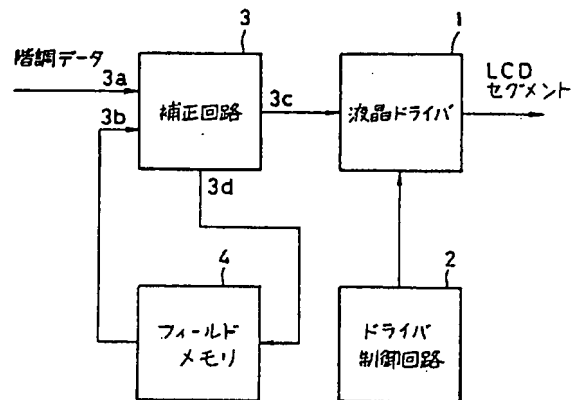 3
1
階調データ
3a
3b
補正回路
3c
液晶ドライバ
LCD
セグメント
3d
4
2
フィールド
メモリ
ドライバ
制御回路